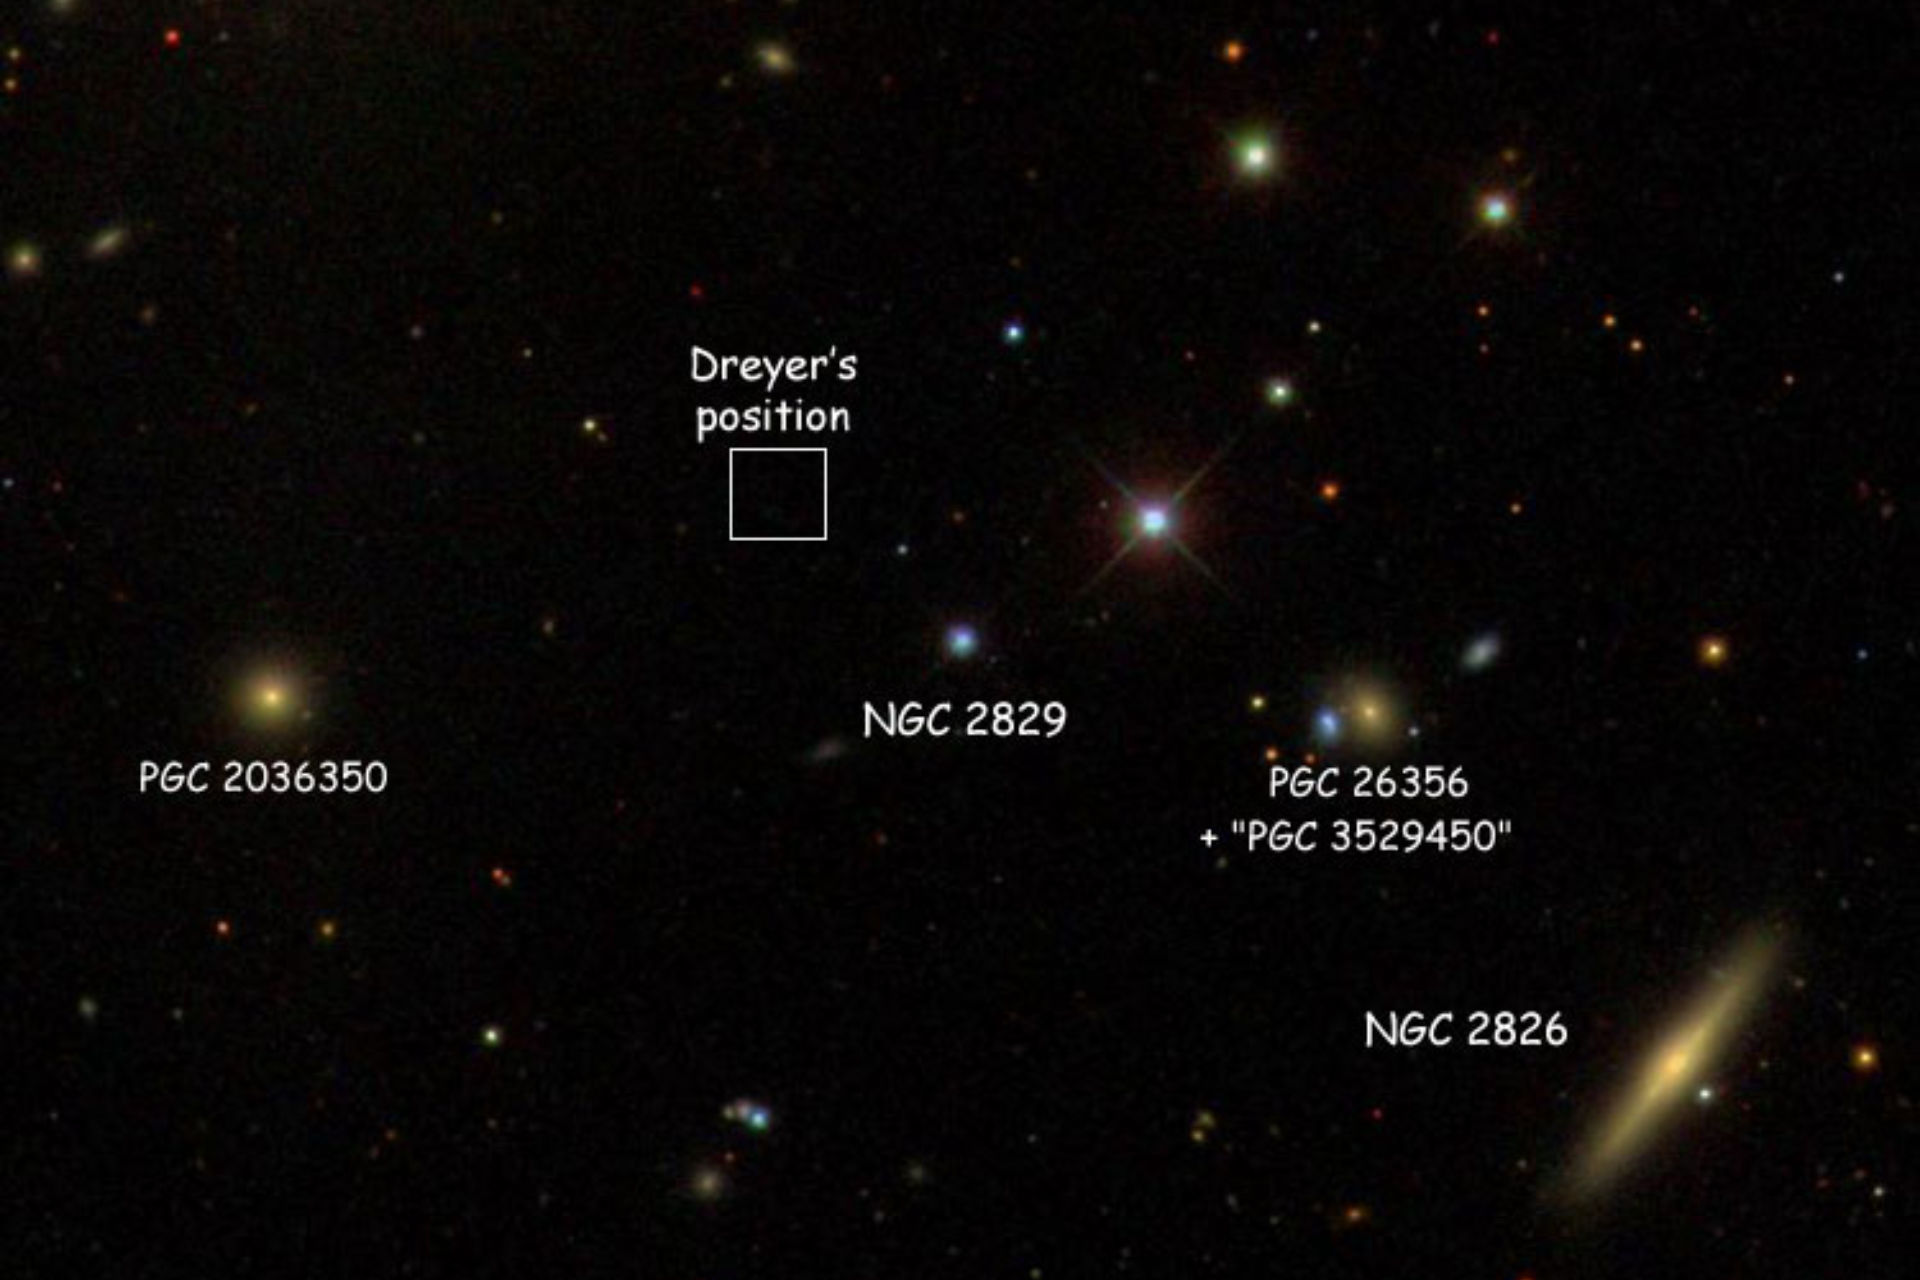 Dreyer's
position
NGC 2829
PGC 2036350
PGC 26356
+ "PGC 3529450"
NGC 2826